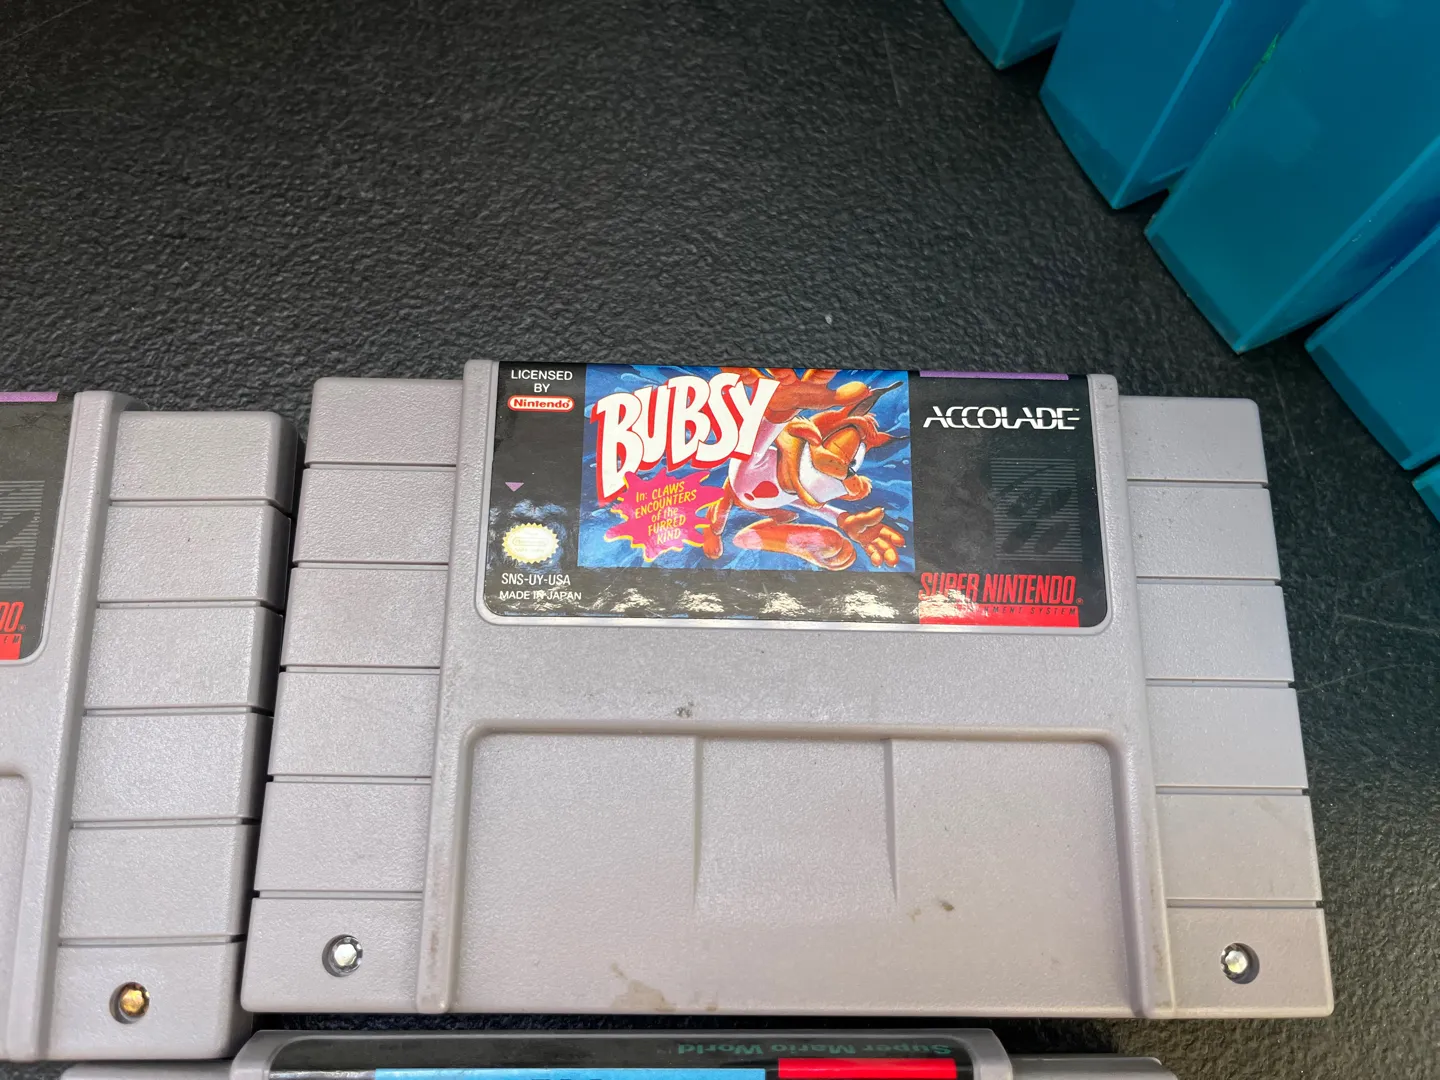 LICENSED
BY
Nintendo
BUBSY
In: CLAWS
ENCOUNTERS
of the
FURRED
KIND
SNS-UY-USA
MADE IN JAPAN
ACCOLADE™
SUPER NINTENDO®
Super Mario World